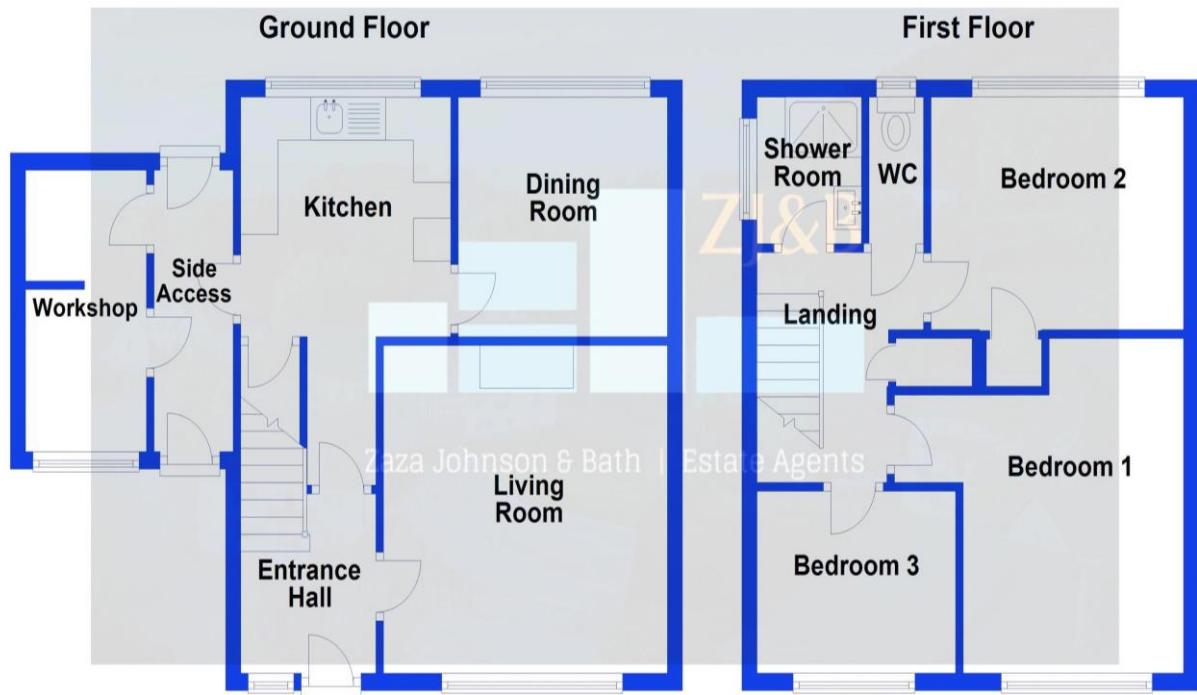 Ground Floor
First Floor
Kitchen
Dining
Room
Side
Access
Workshop
Living
Room
Entrance
Hall
Shower
Room
WC
Bedroom 2
Landing
Bedroom 1
Bedroom 3
ZJ&B
Zaza Johnson & Bath | Estate Agents